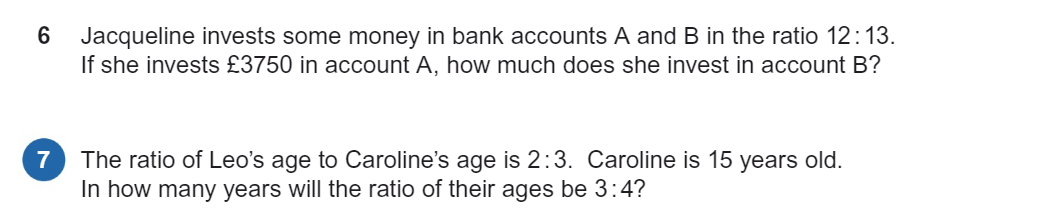 6 Jacqueline invests some money in bank accounts A and B in the ratio 12:13.
If she invests £3750 in account A, how much does she invest in account B?
7 The ratio of Leo’s age to Caroline’s age is 2:3. Caroline is 15 years old.
In how many years will the ratio of their ages be 3:4?